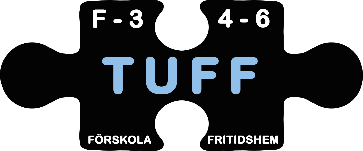 F - 3 4 - 6
TUFF
FÖRSKOLA FRITIDSHEM